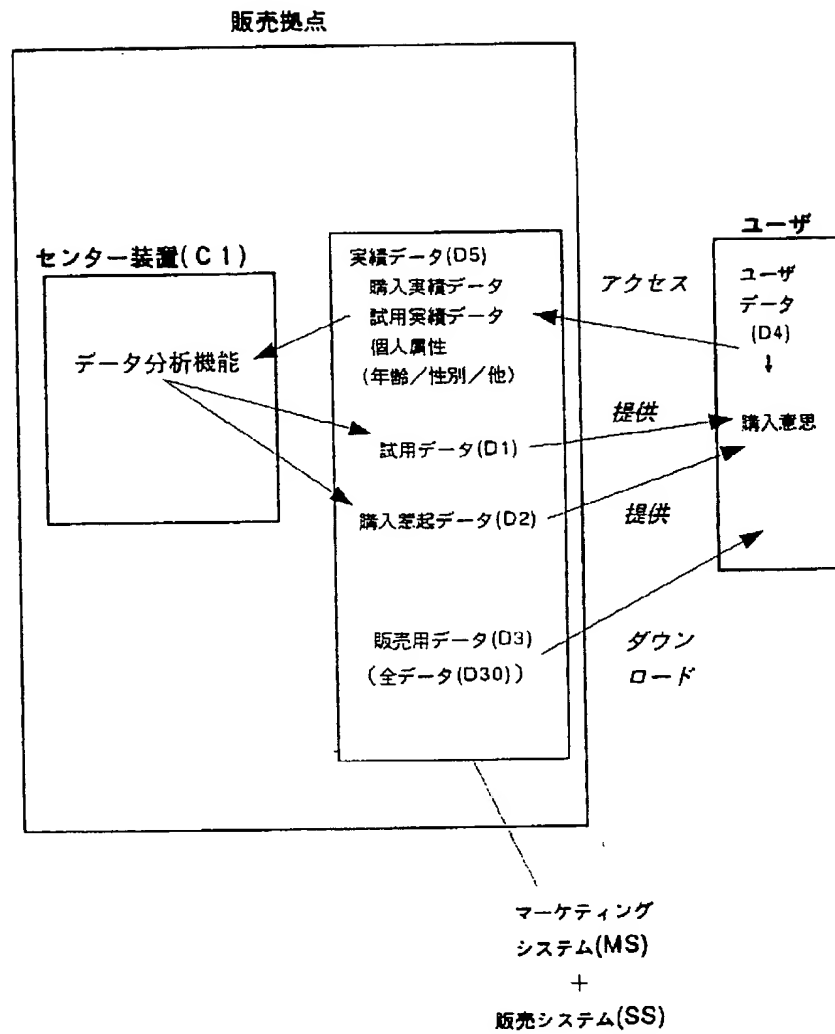 販売拠点
センター装置(C1)
データ分析機能
実績データ(D5)
購入実績データ
試用実績データ
個人属性
(年齢／性別／他)
試用データ(D1)
購入惹起データ(D2)
販売用データ(D3)
(全データ(D30))
アクセス
提供
提供
ダウン
ロード
ユーザ
ユーザ
データ
(D4)
↓
購入意思
マーケティング
システム(MS)
+
販売システム(SS)